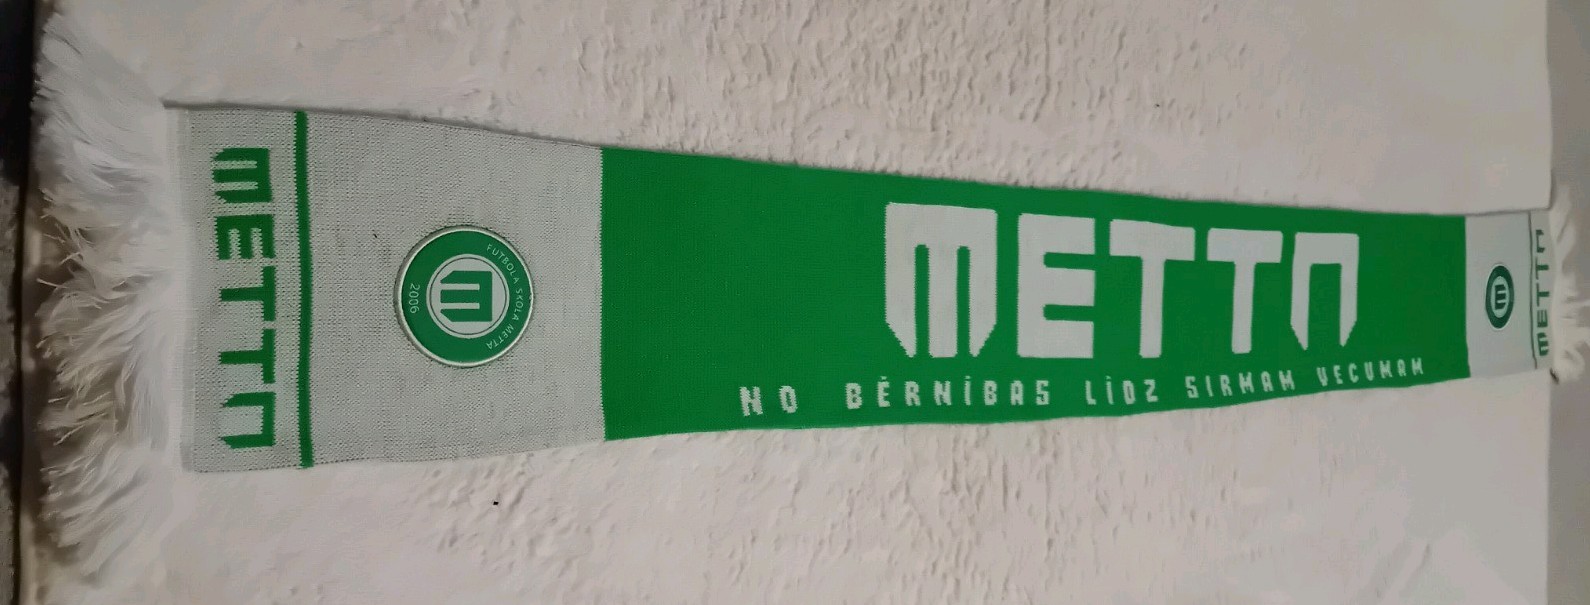 METTA
FUTBOLA SKOLA METTA
2006
METTA
NO BĒRNĪBAS LĪDZ SIRMAM VECUMAM
METTA